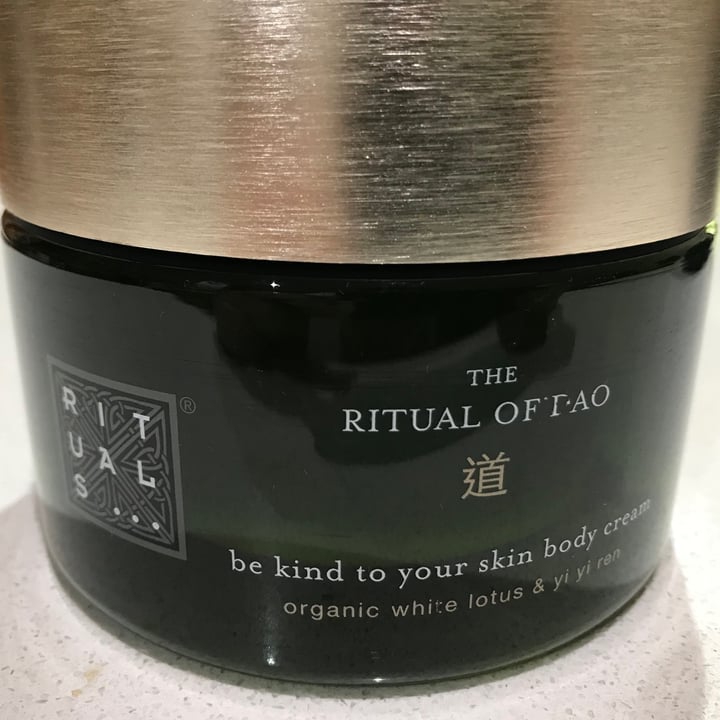 RIT
UAL
S...
®
THE
RITUAL OF TAO
道
be kind to your skin body cream
organic white lotus & yi yi ren